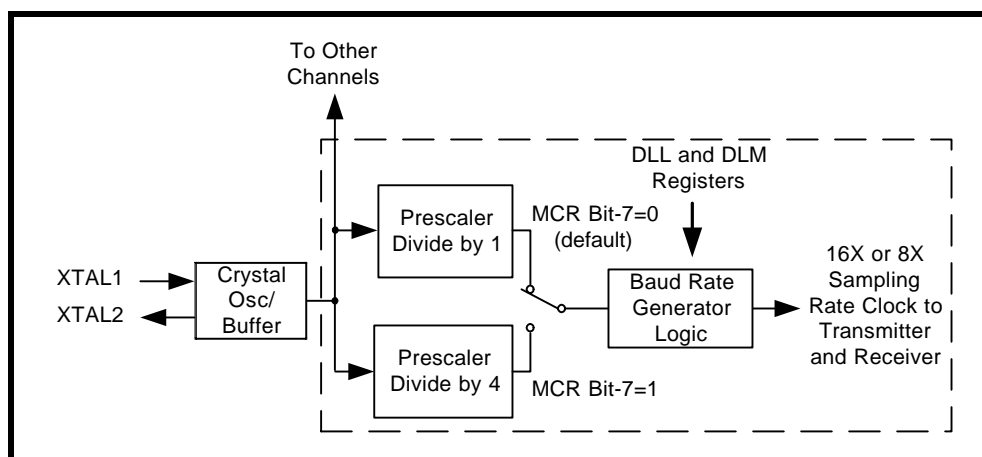 To Other
Channels
DLL and DLM
Registers
Prescaler
Divide by 1
MCR Bit-7=0
(default)
XTAL1
XTAL2
Crystal
Osc/
Buffer
Baud Rate
Generator
Logic
16X or 8X
Sampling
Rate Clock to
Transmitter
and Receiver
Prescaler
Divide by 4
MCR Bit-7=1